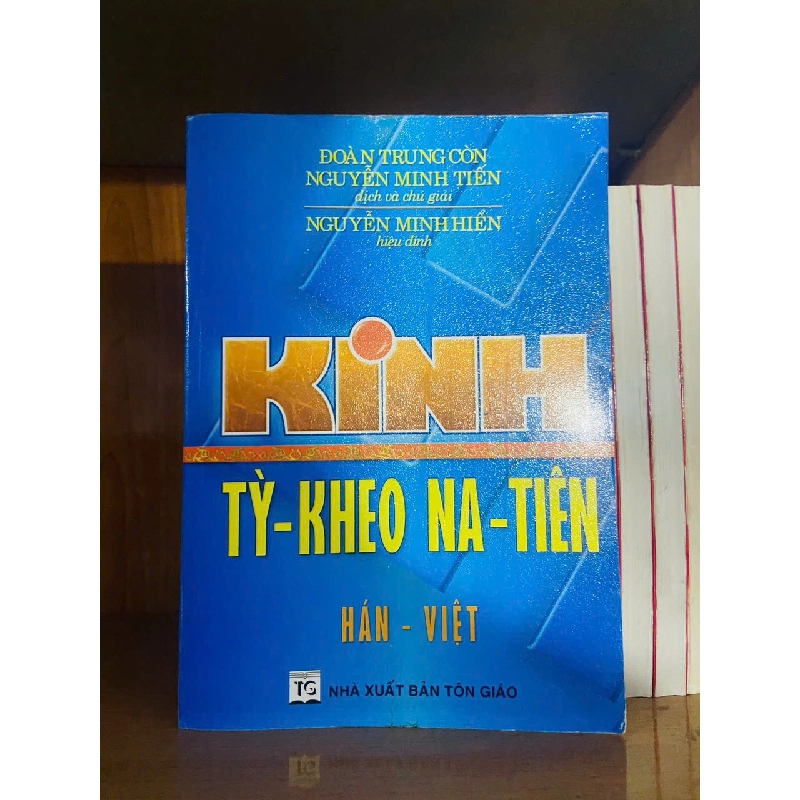 ĐOÀN TRUNG CÒN
NGUYỄN MINH TIẾN
dịch và chú giải
NGUYỄN MINH HIỂN
hiệu đính
KINH
TỲ-KHEO NA-TIÊN
HÁN - VIỆT
TG NHÀ XUẤT BẢN TÔN GIÁO